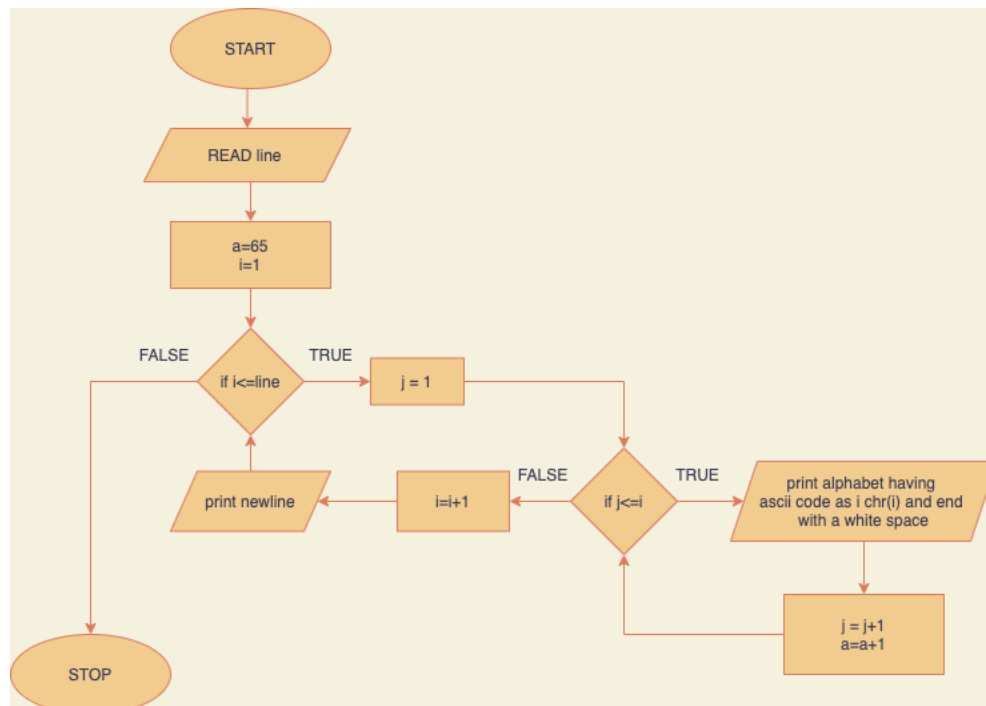 START
READ line
a=65
i=1
FALSE
TRUE
if i<=line
j = 1
FALSE
TRUE
print newline
i=i+1
if j<=i
print alphabet having
ascii code as i chr(i) and end
with a white space
j = j+1
a=a+1
STOP